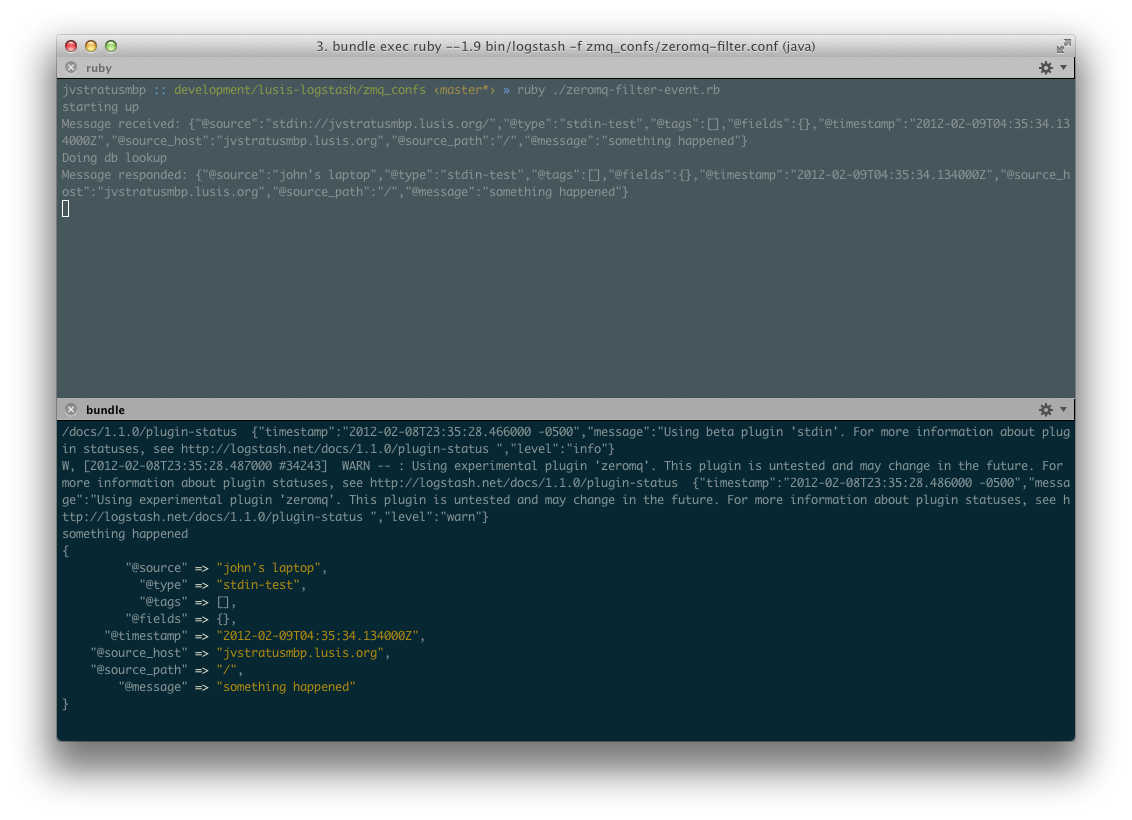 3. bundle exec ruby --1.9 bin/logstash -f zmq_confs/zeromq-filter.conf (java)
ruby
jvstratusmbp :: development/lusis-logstash/zmq_confs ‹master*› » ruby ./zeromq-filter-event.rb
starting up
Message received: {"@source":"stdin://jvstratusmbp.lusis.org/","@type":"stdin-test","@tags":[],"@fields":{},"@timestamp":"2012-02-09T04:35:34.13
4000Z","@source_host":"jvstratusmbp.lusis.org","@source_path":"/","@message":"something happened"}
Doing db lookup
Message responded: {"@source":"john's laptop","@type":"stdin-test","@tags":[],"@fields":{},"@timestamp":"2012-02-09T04:35:34.134000Z","@source_h
ost":"jvstratusmbp.lusis.org","@source_path":"/","@message":"something happened"}
bundle
/docs/1.1.0/plugin-status  {"timestamp":"2012-02-08T23:35:28.466000 -0500","message":"Using beta plugin 'stdin'. For more information about plug
in statuses, see http://logstash.net/docs/1.1.0/plugin-status ","level":"info"}
W, [2012-02-08T23:35:28.487000 #34243]  WARN -- : Using experimental plugin 'zeromq'. This plugin is untested and may change in the future. For
more information about plugin statuses, see http://logstash.net/docs/1.1.0/plugin-status  {"timestamp":"2012-02-08T23:35:28.486000 -0500","messa
ge":"Using experimental plugin 'zeromq'. This plugin is untested and may change in the future. For more information about plugin statuses, see h
ttp://logstash.net/docs/1.1.0/plugin-status ","level":"warn"}
something happened
{
"@source" => "john's laptop",
"@type" => "stdin-test",
"@tags" => [],
"@fields" => {},
"@timestamp" => "2012-02-09T04:35:34.134000Z",
"@source_host" => "jvstratusmbp.lusis.org",
"@source_path" => "/",
"@message" => "something happened"
}